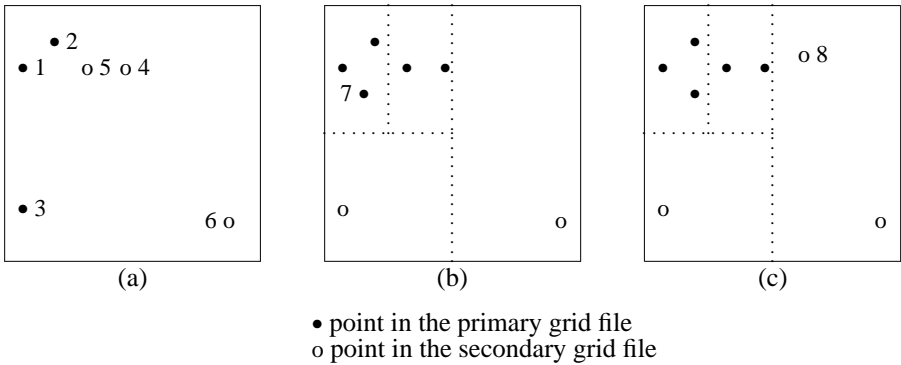 2
1
o 5 o 4
3
6 o
7
o
o
o 8
o
o
(a)
(b)
(c)
• point in the primary grid file
o point in the secondary grid file